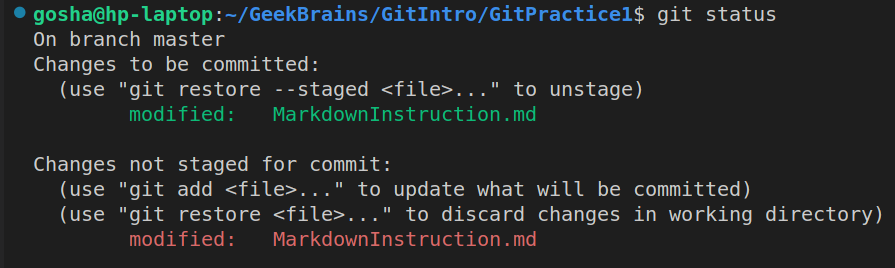 gosha@hp-laptop:~/GeekBrains/GitIntro/GitPractice1$ git status
On branch master
Changes to be committed:
  (use "git restore --staged <file>..." to unstage)
        modified:   MarkdownInstruction.md

Changes not staged for commit:
  (use "git add <file>..." to update what will be committed)
  (use "git restore <file>..." to discard changes in working directory)
        modified:   MarkdownInstruction.md